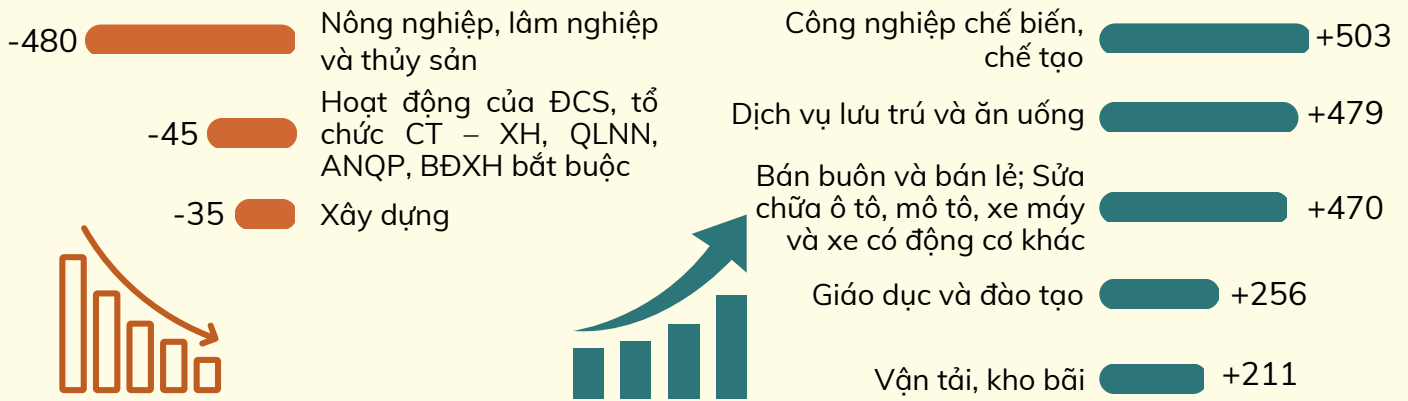 -480
Nông nghiệp, lâm nghiệp
và thủy sản
-45
Hoạt động của ĐCS, tổ
chức CT – XH, QLNN,
ANQP, BĐXH bắt buộc
-35
Xây dựng
Công nghiệp chế biến,
chế tạo
+503
Dịch vụ lưu trú và ăn uống
+479
Bán buôn và bán lẻ; Sửa
chữa ô tô, mô tô, xe máy
và xe có động cơ khác
+470
Giáo dục và đào tạo
+256
Vận tải, kho bãi
+211